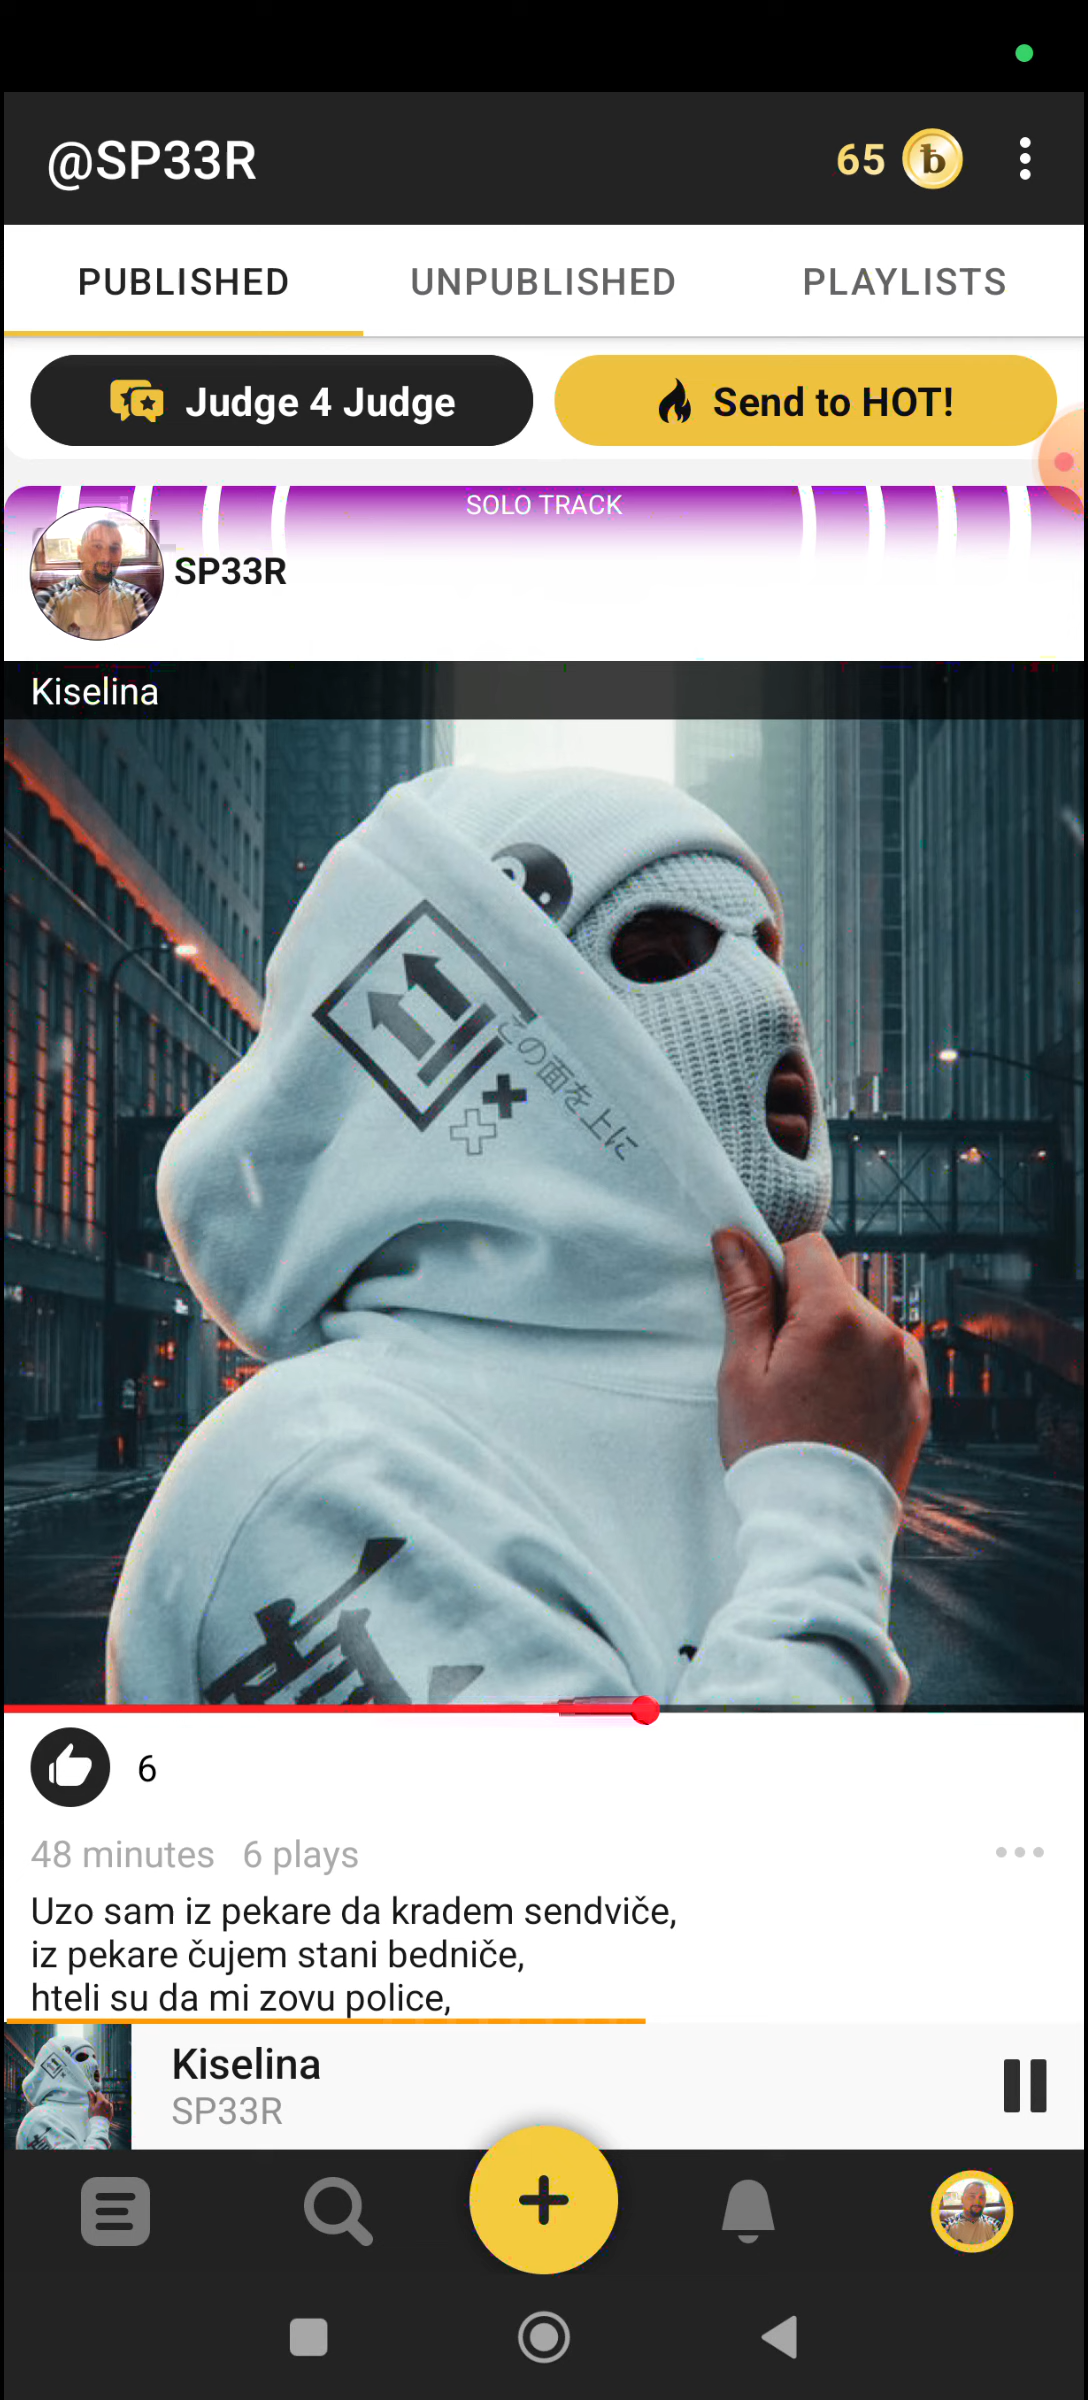 @SP33R
65 ƀ
PUBLISHED UNPUBLISHED PLAYLISTS
Judge 4 Judge
Send to HOT!
SOLO TRACK
SP33R
Kiselina
この面を上に
6
48 minutes 6 plays
Uzo sam iz pekare da kradem sendviče,
iz pekare čujem stani bedniče,
hteli su da mi zovu police,
Kiselina
SP33R